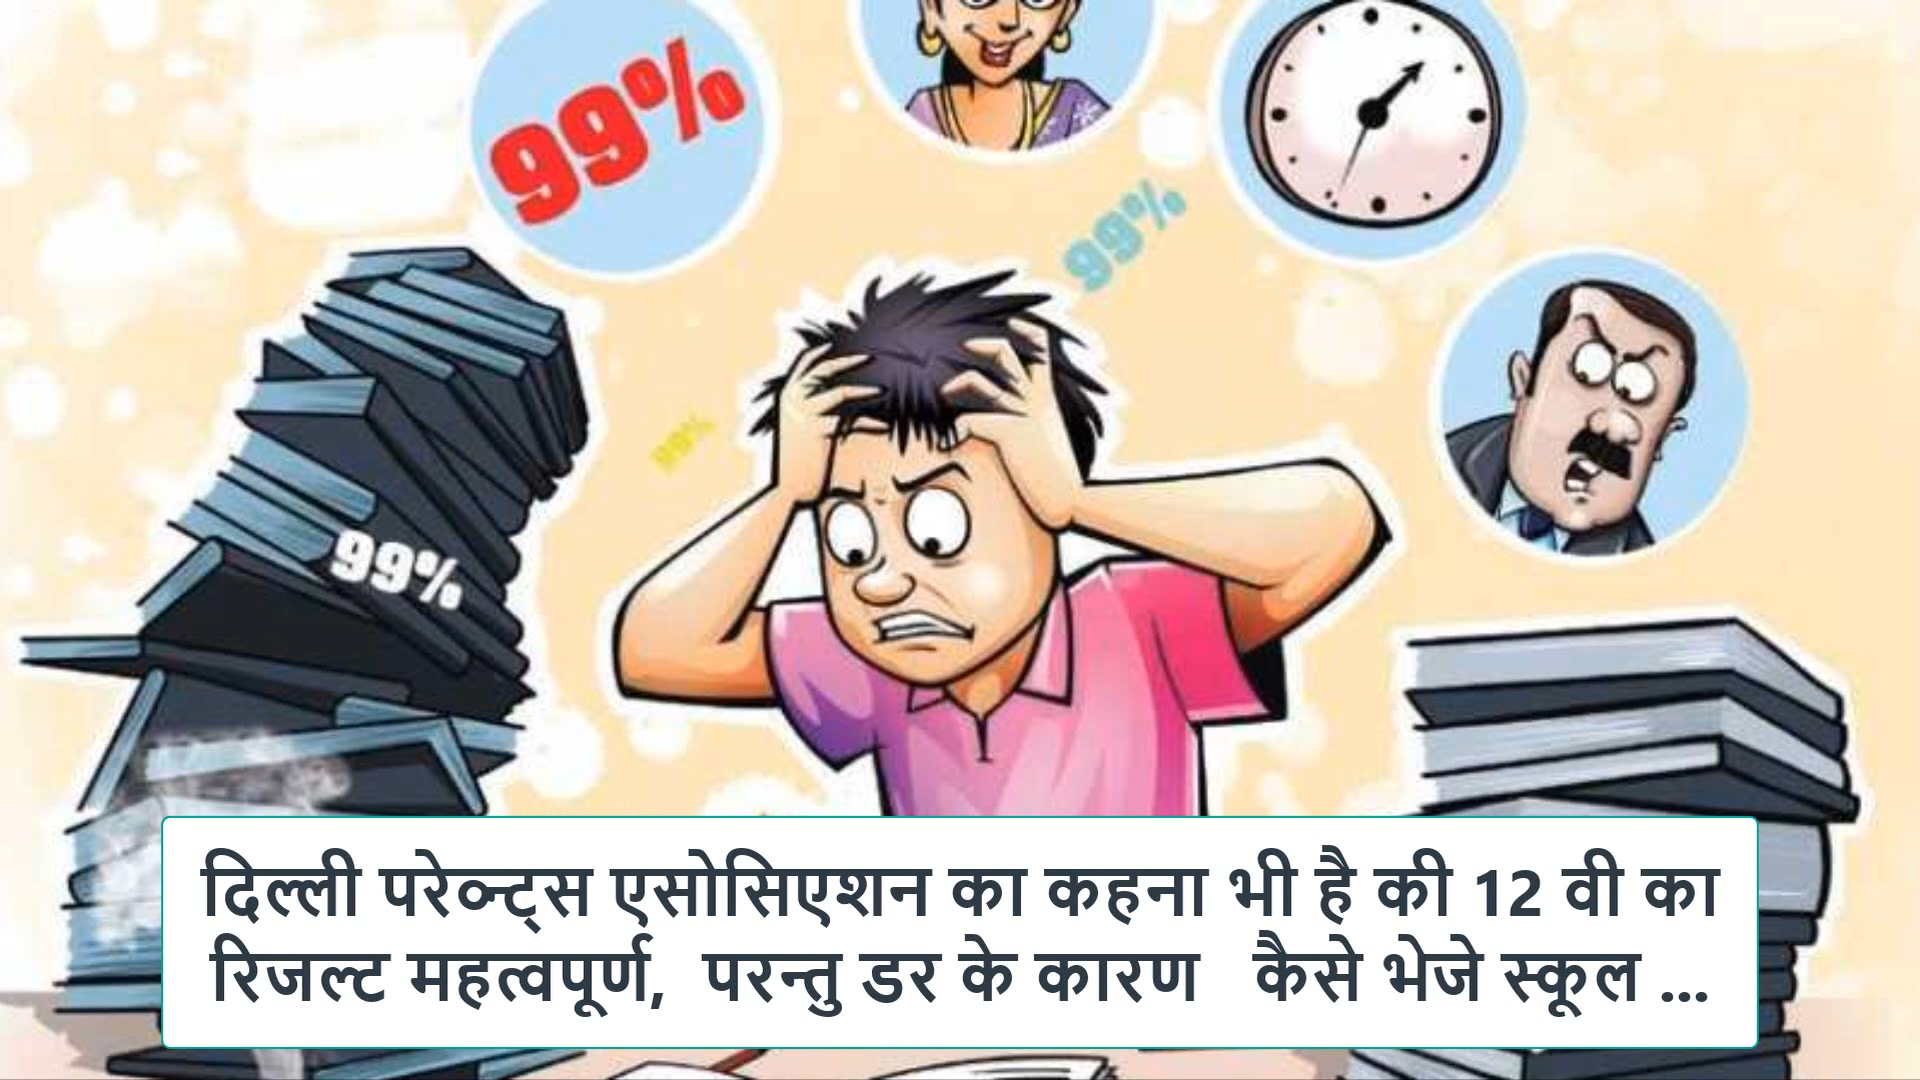 99%
99%
99%
99%
दिल्ली परेन्ट्स एसोसिएशन का कहना भी है की 12 वी का
रिजल्ट महत्वपूर्ण, परन्तु डर के कारण कैसे भेजे स्कूल ...